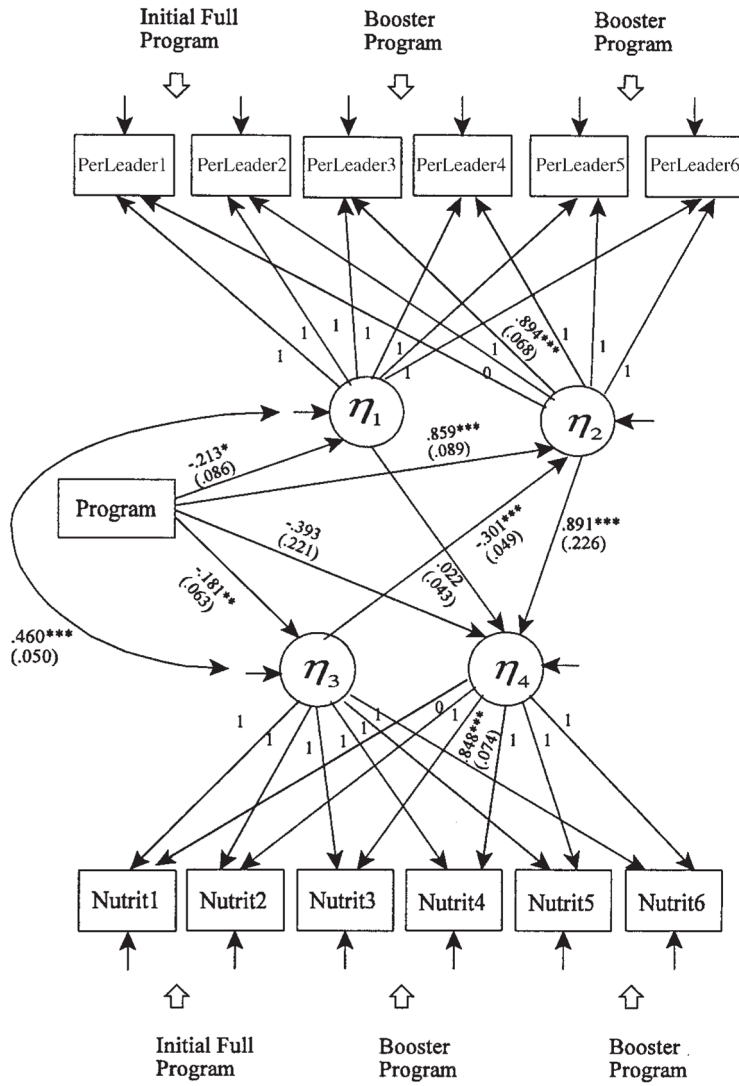 Initial Full
Program
Booster
Program
Booster
Program
PerLeader1
PerLeader2
PerLeader3
PerLeader4
PerLeader5
PerLeader6
1
1
1
1
1
1
0
1
.894***
(.068)
1
1
1
η1
η2
-.213*
(.086)
.859***
(.089)
Program
-.393
(.221)
-.301***
(.049)
.891***
(.226)
.022
(.043)
-.181**
(.063)
.460***
(.050)
η3
η4
1
1
1
1
1
1
0
1
.848***
(.074)
1
1
1
Nutrit1
Nutrit2
Nutrit3
Nutrit4
Nutrit5
Nutrit6
Initial Full
Program
Booster
Program
Booster
Program